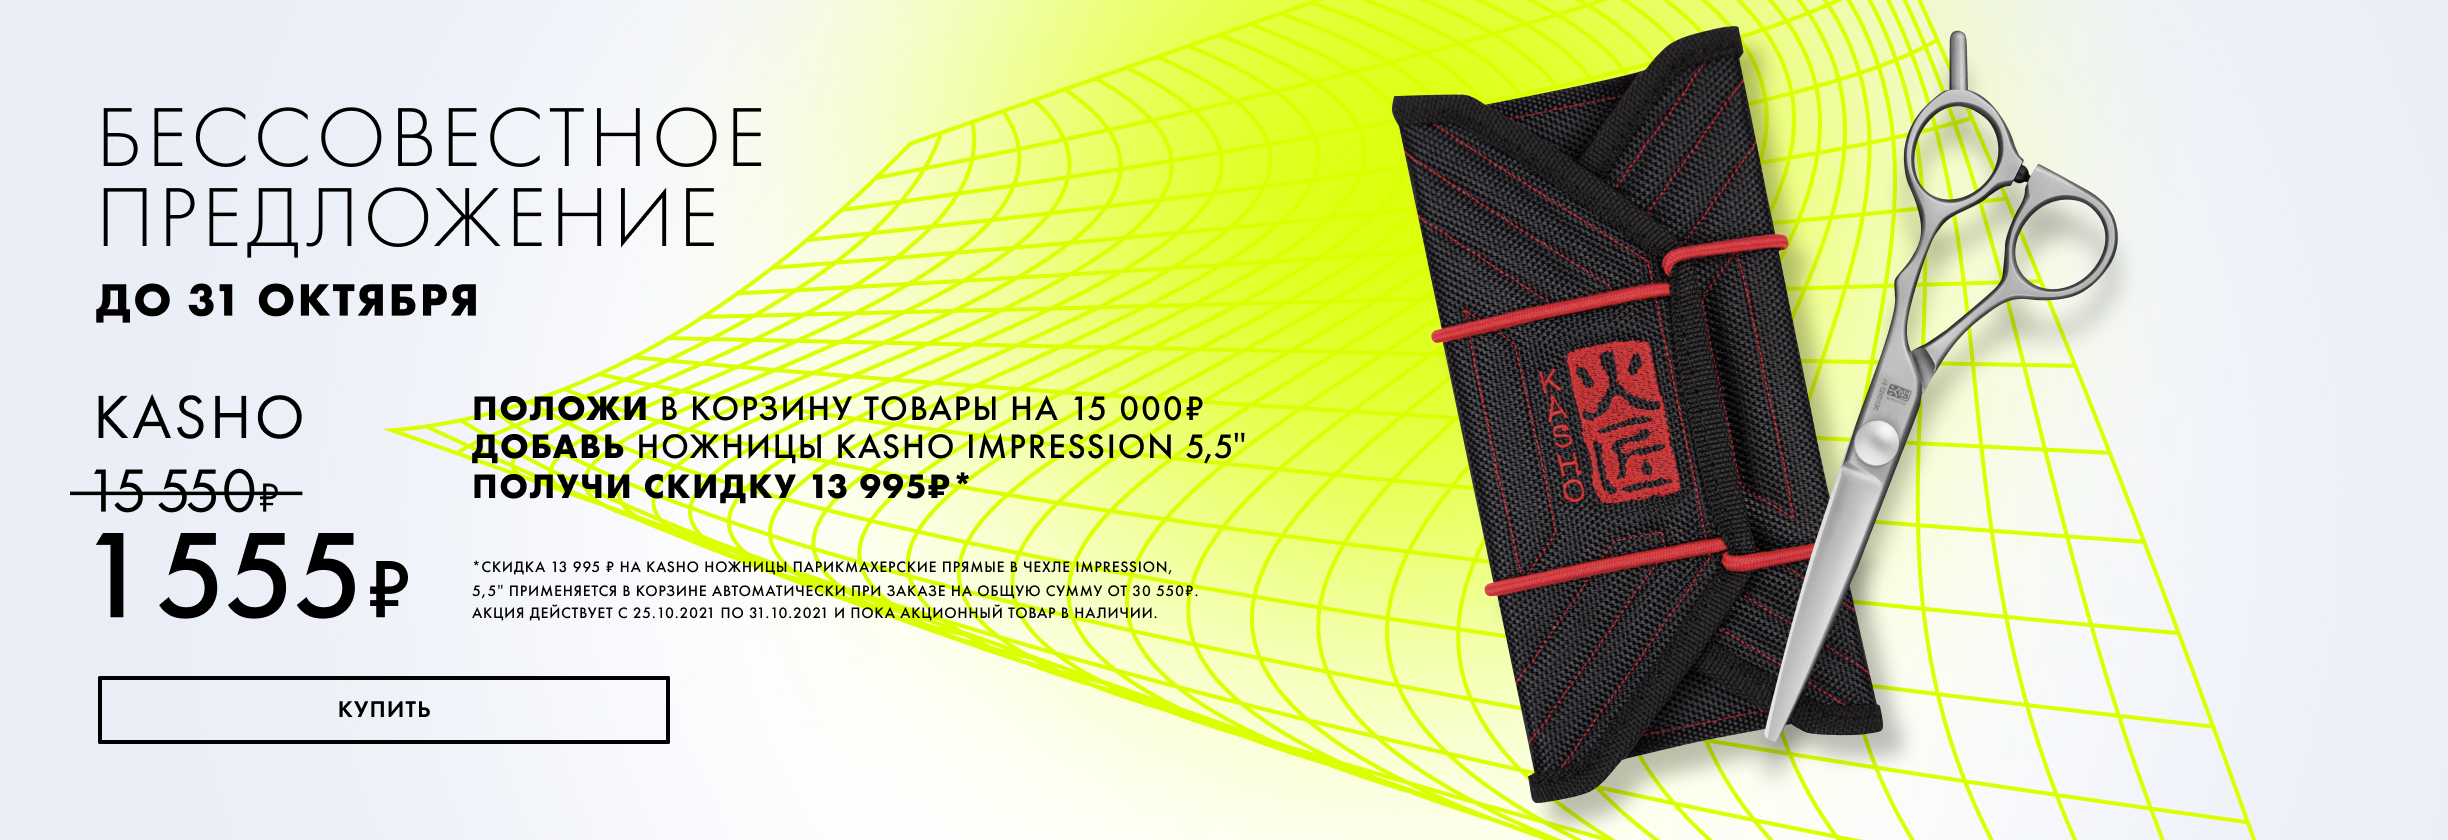 БЕССОВЕСТНОЕ
ПРЕДЛОЖЕНИЕ
ДО 31 ОКТЯБРЯ
KASHO
15 550₽
1 555₽
ПОЛОЖИ В КОРЗИНУ ТОВАРЫ НА 15 000₽
ДОБАВЬ НОЖНИЦЫ KASHO IMPRESSION 5,5"
ПОЛУЧИ СКИДКУ 13 995₽*
*СКИДКА 13 995 ₽ НА KASHO НОЖНИЦЫ ПАРИКМАХЕРСКИЕ ПРЯМЫЕ В ЧЕХЛЕ IMPRESSION,
5,5" ПРИМЕНЯЕТСЯ В КОРЗИНЕ АВТОМАТИЧЕСКИ ПРИ ЗАКАЗЕ НА ОБЩУЮ СУММУ ОТ 30 550₽.
АКЦИЯ ДЕЙСТВУЕТ С 25.10.2021 ПО 31.10.2021 И ПОКА АКЦИОННЫЙ ТОВАР В НАЛИЧИИ.
КУПИТЬ
KASHO
火匠